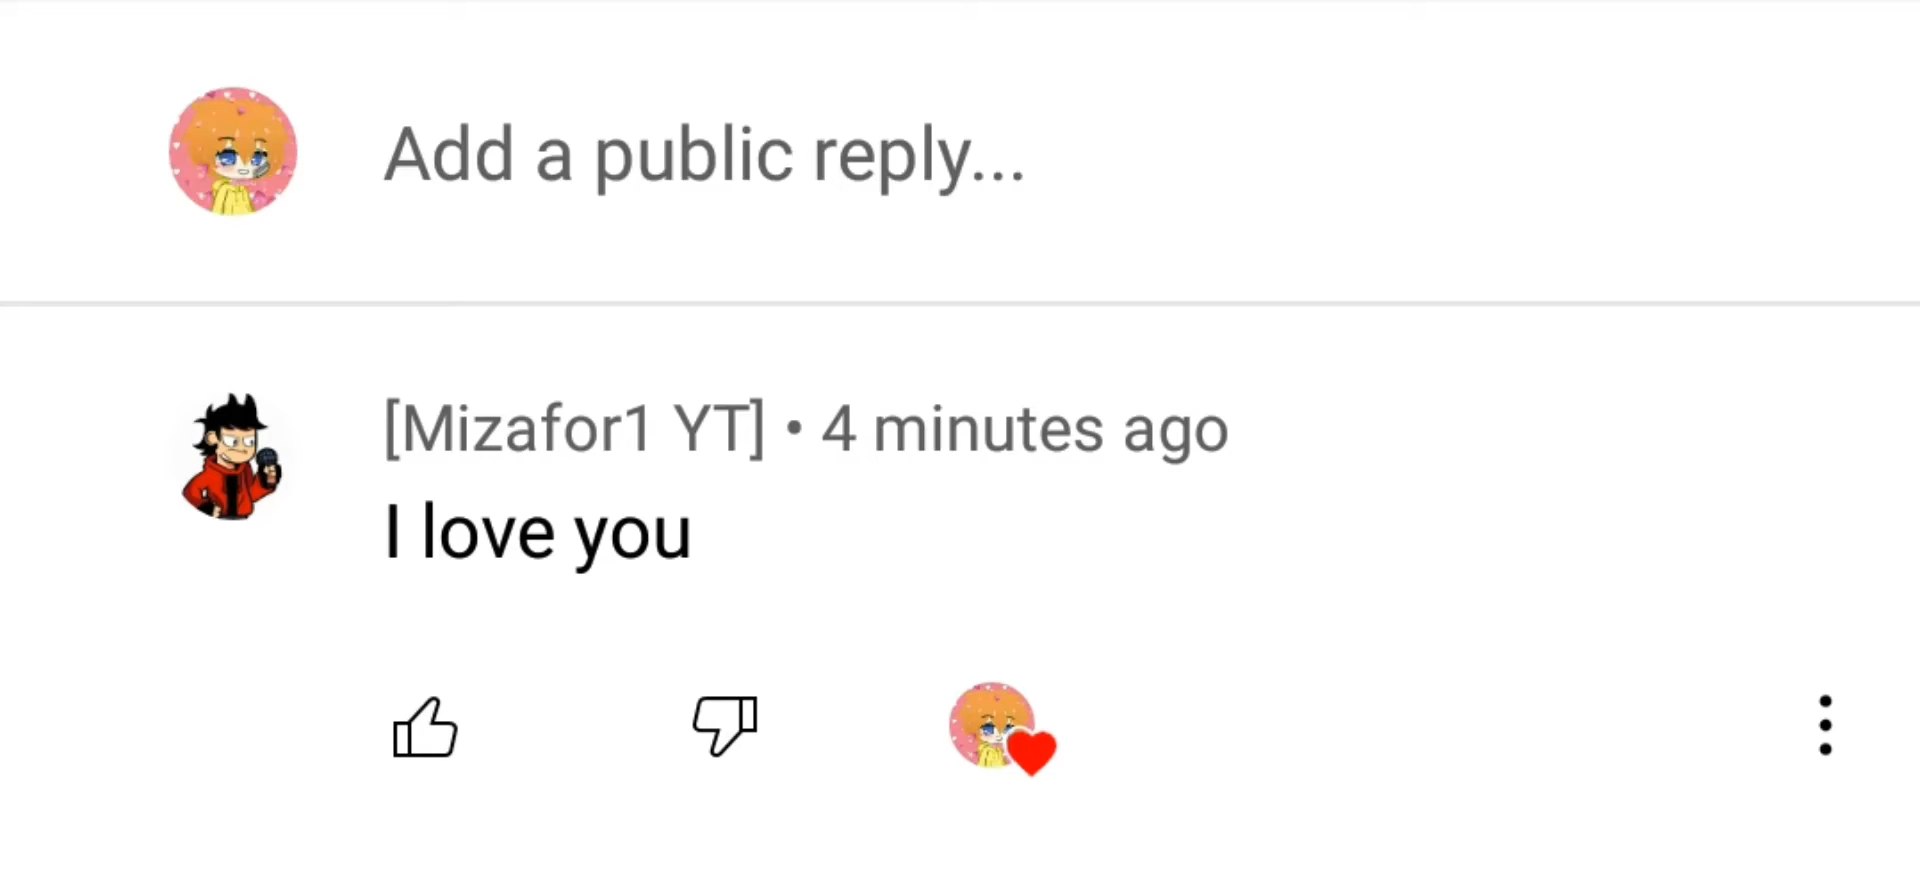 Add a public reply...
[Mizafor1 YT] • 4 minutes ago
I love you